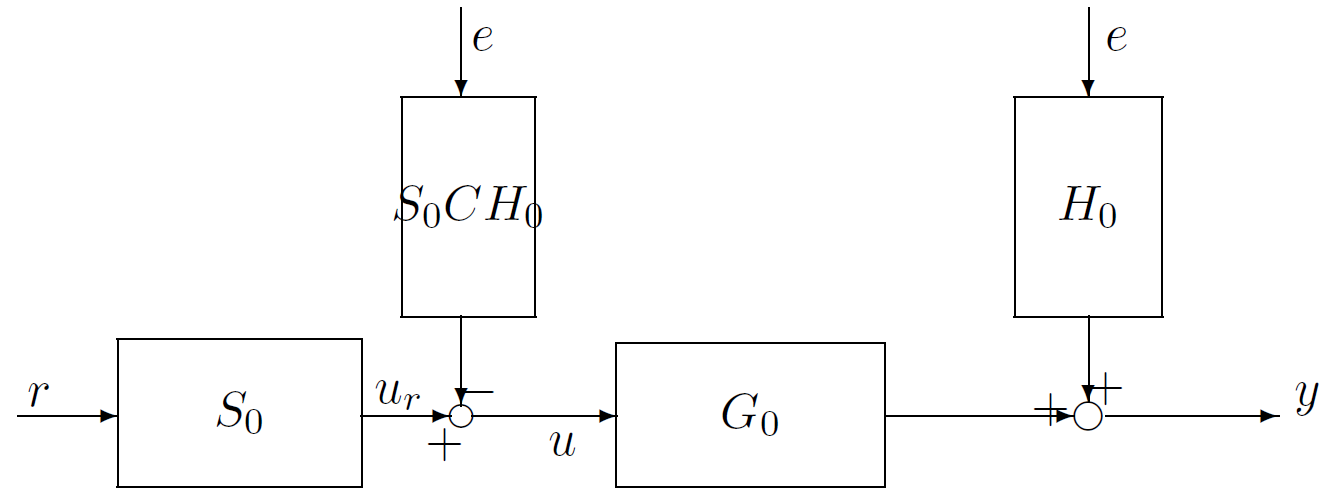 e e
S₀CH₀ H₀
r S₀ uᵣ − + u G₀ + + y